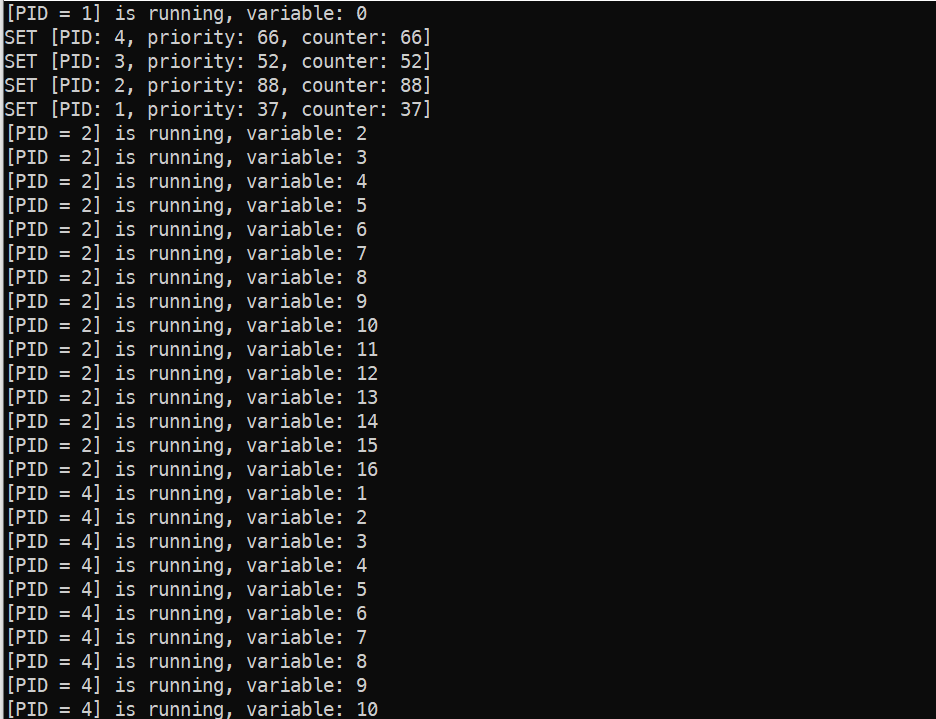 [PID = 1] is running, variable: 0
SET [PID: 4, priority: 66, counter: 66]
SET [PID: 3, priority: 52, counter: 52]
SET [PID: 2, priority: 88, counter: 88]
SET [PID: 1, priority: 37, counter: 37]
[PID = 2] is running, variable: 2
[PID = 2] is running, variable: 3
[PID = 2] is running, variable: 4
[PID = 2] is running, variable: 5
[PID = 2] is running, variable: 6
[PID = 2] is running, variable: 7
[PID = 2] is running, variable: 8
[PID = 2] is running, variable: 9
[PID = 2] is running, variable: 10
[PID = 2] is running, variable: 11
[PID = 2] is running, variable: 12
[PID = 2] is running, variable: 13
[PID = 2] is running, variable: 14
[PID = 2] is running, variable: 15
[PID = 2] is running, variable: 16
[PID = 4] is running, variable: 1
[PID = 4] is running, variable: 2
[PID = 4] is running, variable: 3
[PID = 4] is running, variable: 4
[PID = 4] is running, variable: 5
[PID = 4] is running, variable: 6
[PID = 4] is running, variable: 7
[PID = 4] is running, variable: 8
[PID = 4] is running, variable: 9
[PID = 4] is running, variable: 10